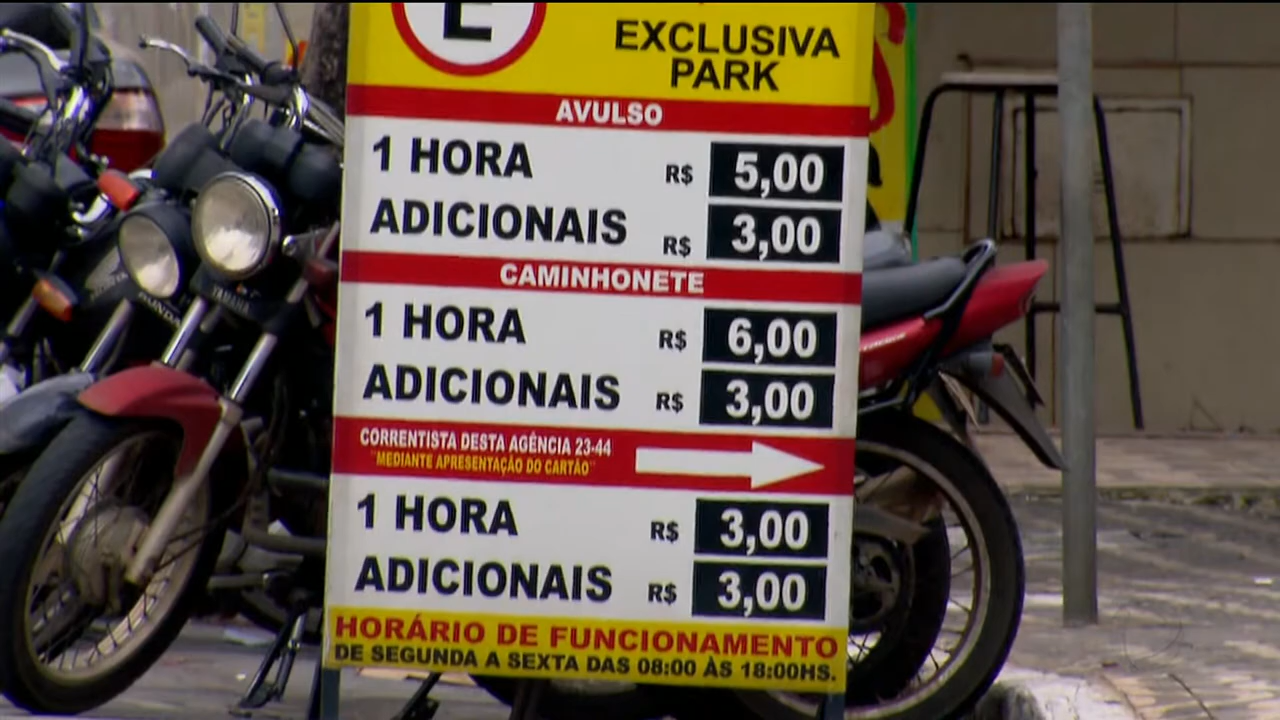 E
EXCLUSIVA
PARK
AVULSO
1 HORA R$ 5,00
ADICIONAIS R$ 3,00
CAMINHONETE
1 HORA R$ 6,00
ADICIONAIS R$ 3,00
CORRENTISTA DESTA AGÊNCIA 23-44
"MEDIANTE APRESENTAÇÃO DO CARTÃO"
1 HORA R$ 3,00
ADICIONAIS R$ 3,00
HORÁRIO DE FUNCIONAMENTO
DE SEGUNDA A SEXTA DAS 08:00 ÀS 18:00HS.
YAMAHA